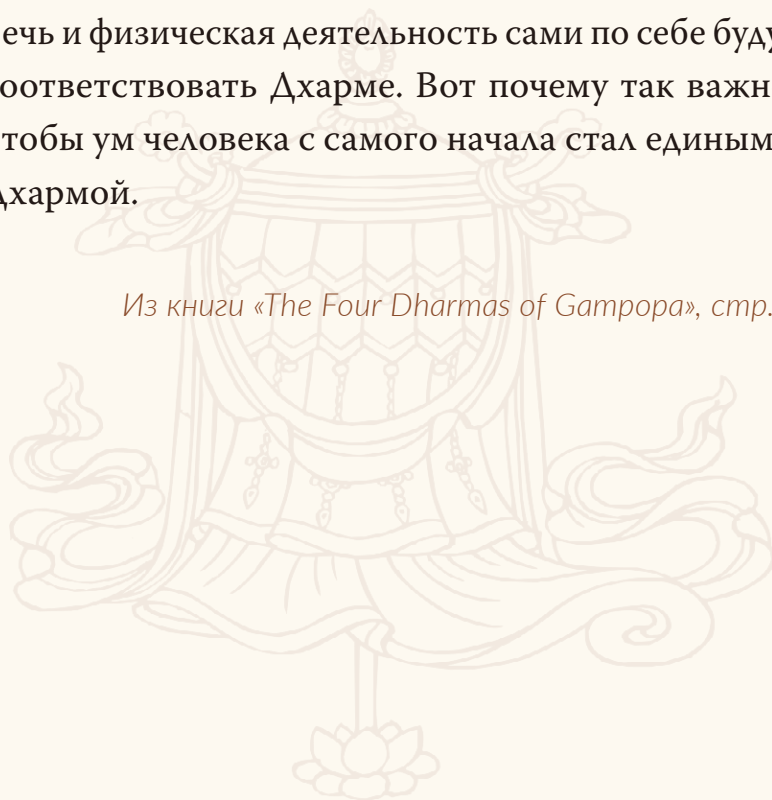 ечь и физическая деятельность сами по себе буду
оответствовать Дхарме. Вот почему так важн
тобы ум человека с самого начала стал единым
дхармой.
Из книги «The Four Dharmas of Gampopa», стр.